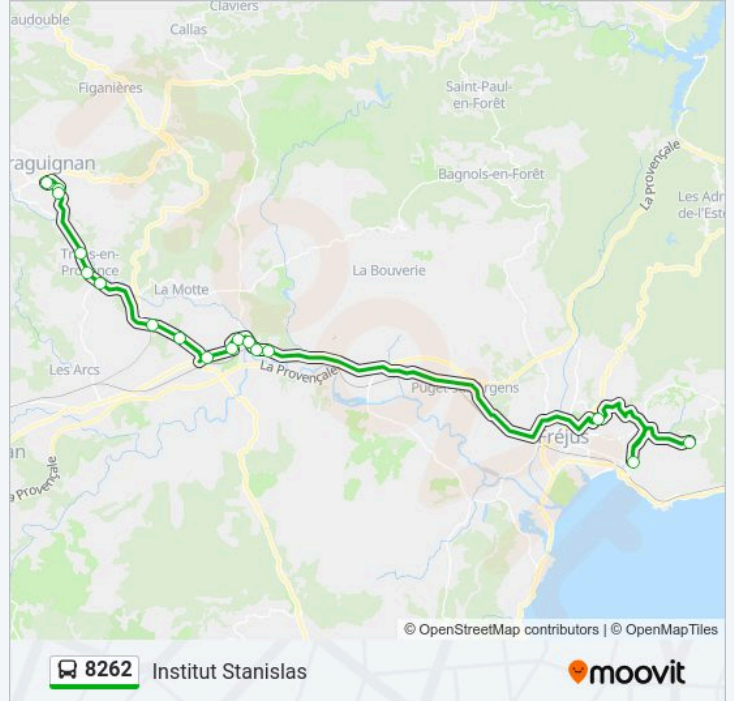 Claviers
audouble
Callas
Figanières
Saint-Paul-
en-Forêt
La Provençale
raguignan
Bagnols-en-Forêt
Les Adr
de-l'Este
Trans-en-
Provence
La Bouverie
La Motte
Les Arcs
La Provençale
Puget-sur-Argens
Fréjus
an
La Provençale
© OpenStreetMap contributors | © OpenMapTiles
8262 Institut Stanislas
moovit